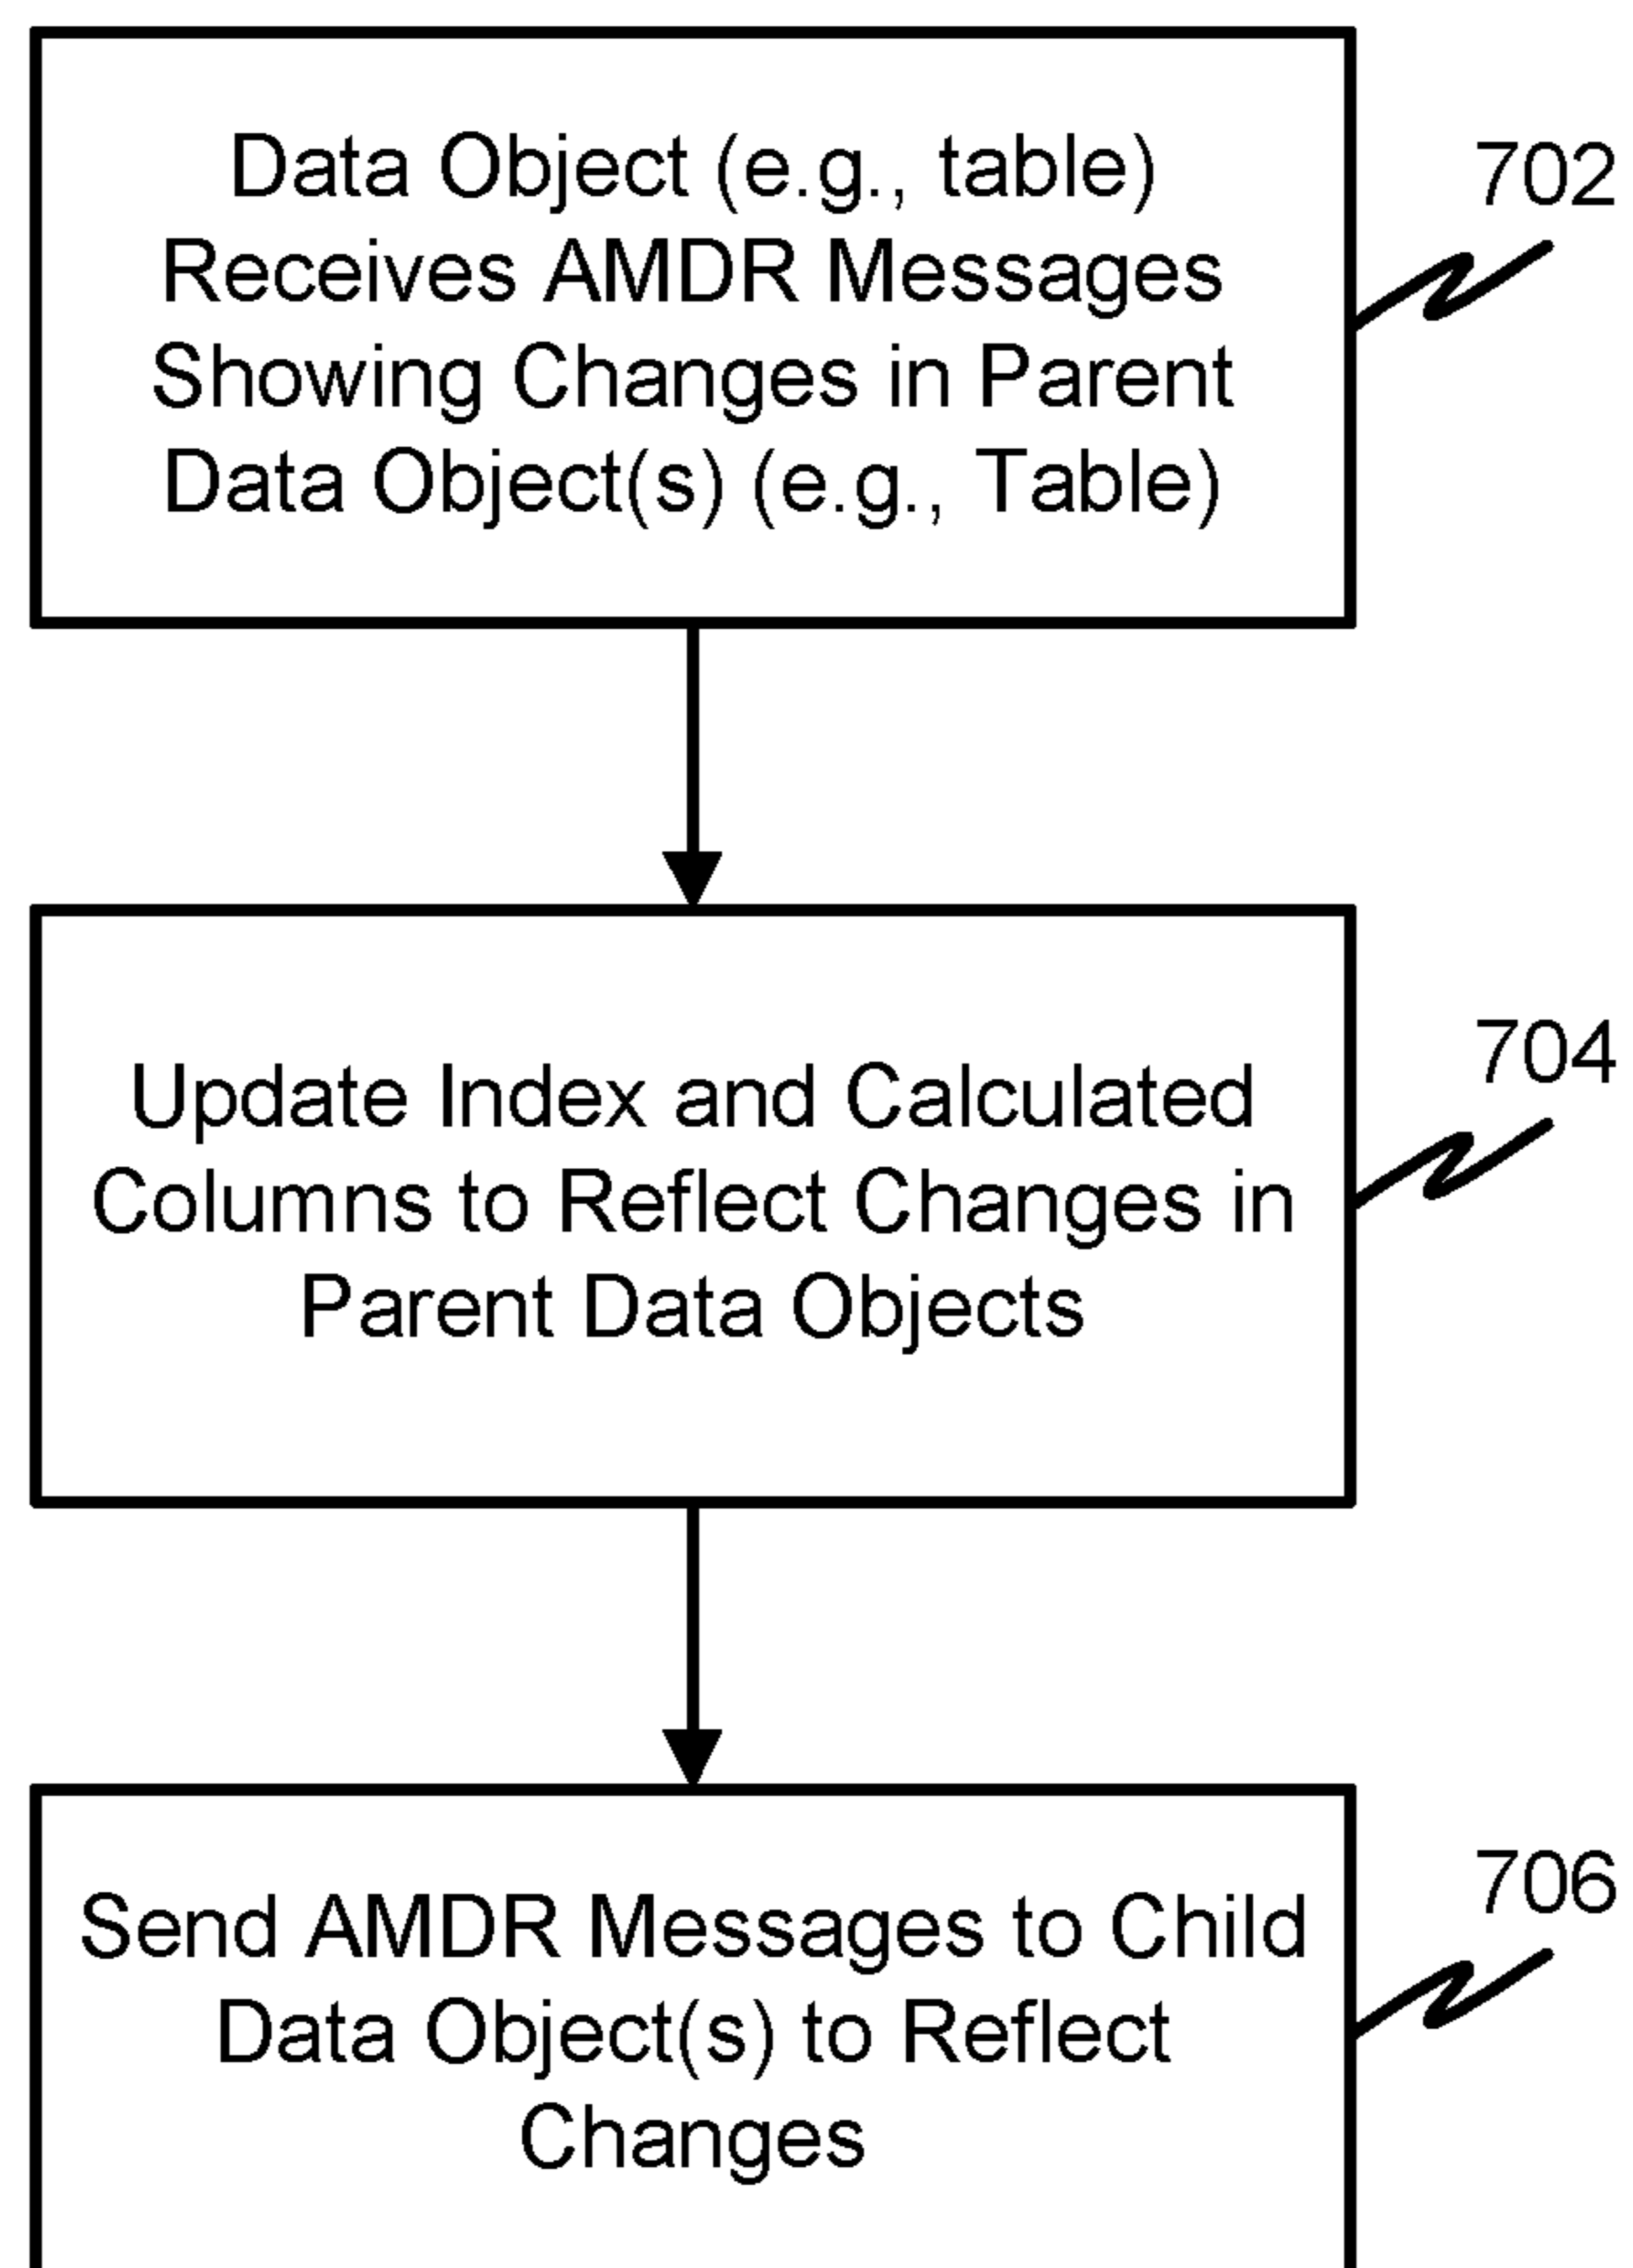 Data Object (e.g., table)
Receives AMDR Messages
Showing Changes in Parent
Data Object(s) (e.g., Table)
702
Update Index and Calculated
Columns to Reflect Changes in
Parent Data Objects
704
Send AMDR Messages to Child
Data Object(s) to Reflect
Changes
706